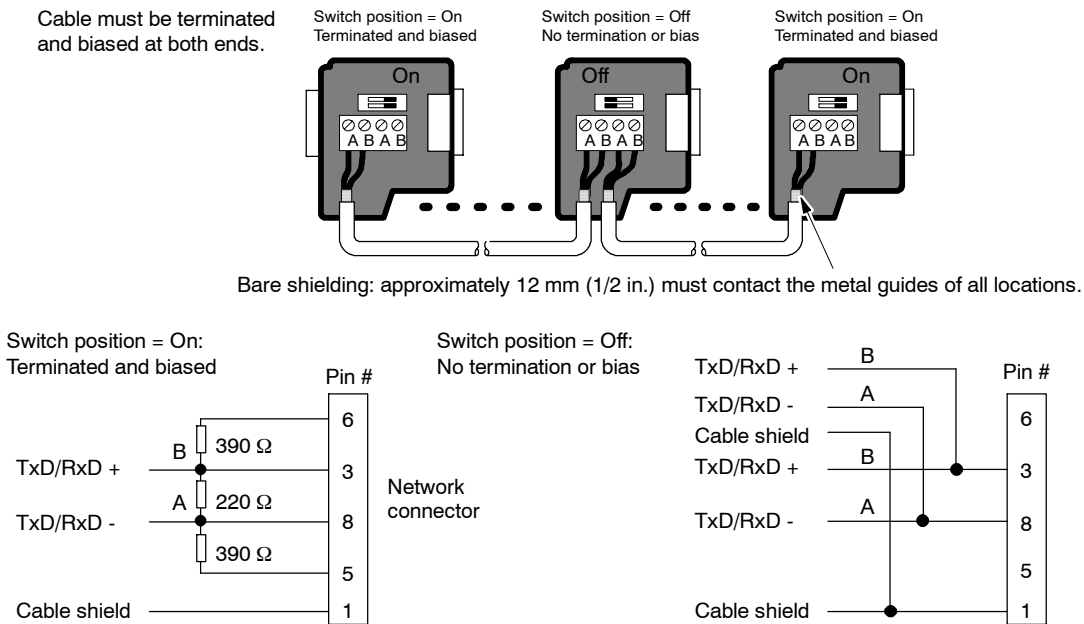 Cable must be terminated
and biased at both ends.
Switch position = On
Terminated and biased
Switch position = Off
No termination or bias
Switch position = On
Terminated and biased
On
Off
On
A B A B
A B A B
A B A B
Bare shielding: approximately 12 mm (1/2 in.) must contact the metal guides of all locations.
Switch position = On:
Terminated and biased
Pin #
6
390 Ω
B
TxD/RxD +
3
A
220 Ω
Network
connector
TxD/RxD -
8
390 Ω
5
Cable shield
1
Switch position = Off:
No termination or bias
TxD/RxD +
B
Pin #
TxD/RxD -
A
6
Cable shield
TxD/RxD +
B
3
TxD/RxD -
A
8
5
Cable shield
1